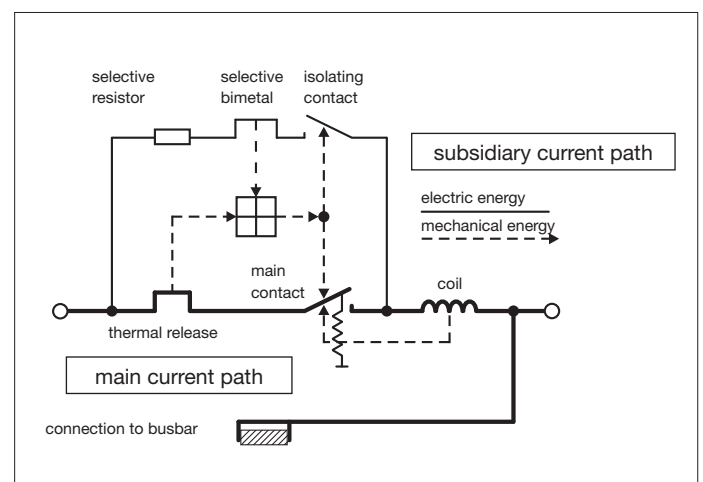 selective
resistor
selective
bimetal
isolating
contact
subsidiary current path
electric energy
mechanical energy
main
contact
coil
thermal release
main current path
connection to busbar